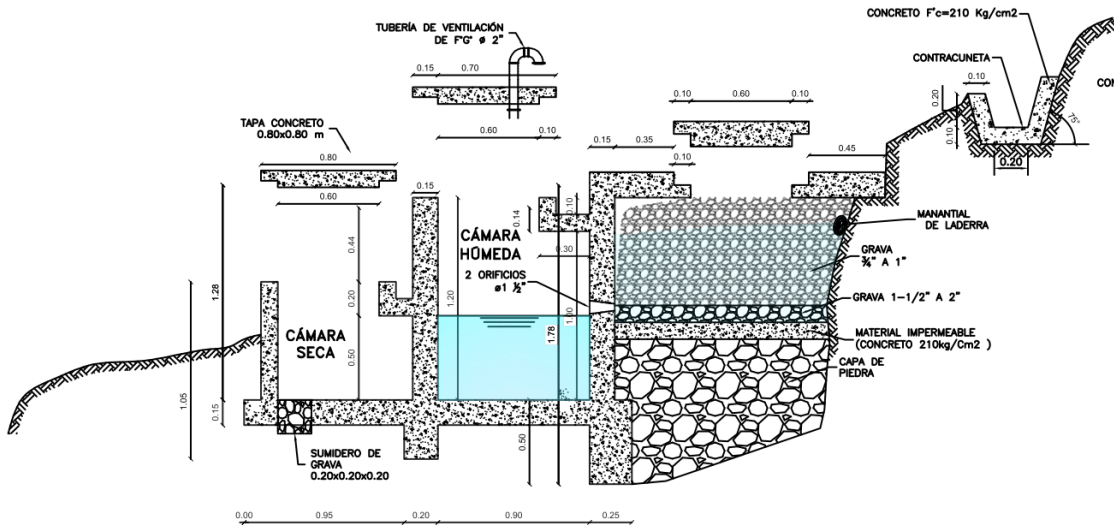 CONCRETO F'c=210 Kg/cm2
TUBERÍA DE VENTILACIÓN
DE F°G° ø 2"
CONTRACUNETA
0.10
0.20
0.10
75°
0.20
0.15
0.70
0.60
0.10
0.10
0.60
0.10
0.15
0.35
0.10
0.45
TAPA CONCRETO
0.80x0.80 m
0.80
0.60
0.15
CÁMARA
HÚMEDA
0.14
0.10
0.30
MANANTIAL
DE LADERRA
GRAVA
¾" A 1"
2 ORIFICIOS
ø1 ½"
GRAVA 1-1/2" A 2"
MATERIAL IMPERMEABLE
(CONCRETO 210kg/Cm2 )
CAPA DE
PIEDRA
CÁMARA
SECA
1.28
0.44
0.20
0.50
1.20
1.00
1.78
1.05
0.15
0.50
SUMIDERO DE
GRAVA
0.20x0.20x0.20
0.00
0.95
0.20
0.90
0.25